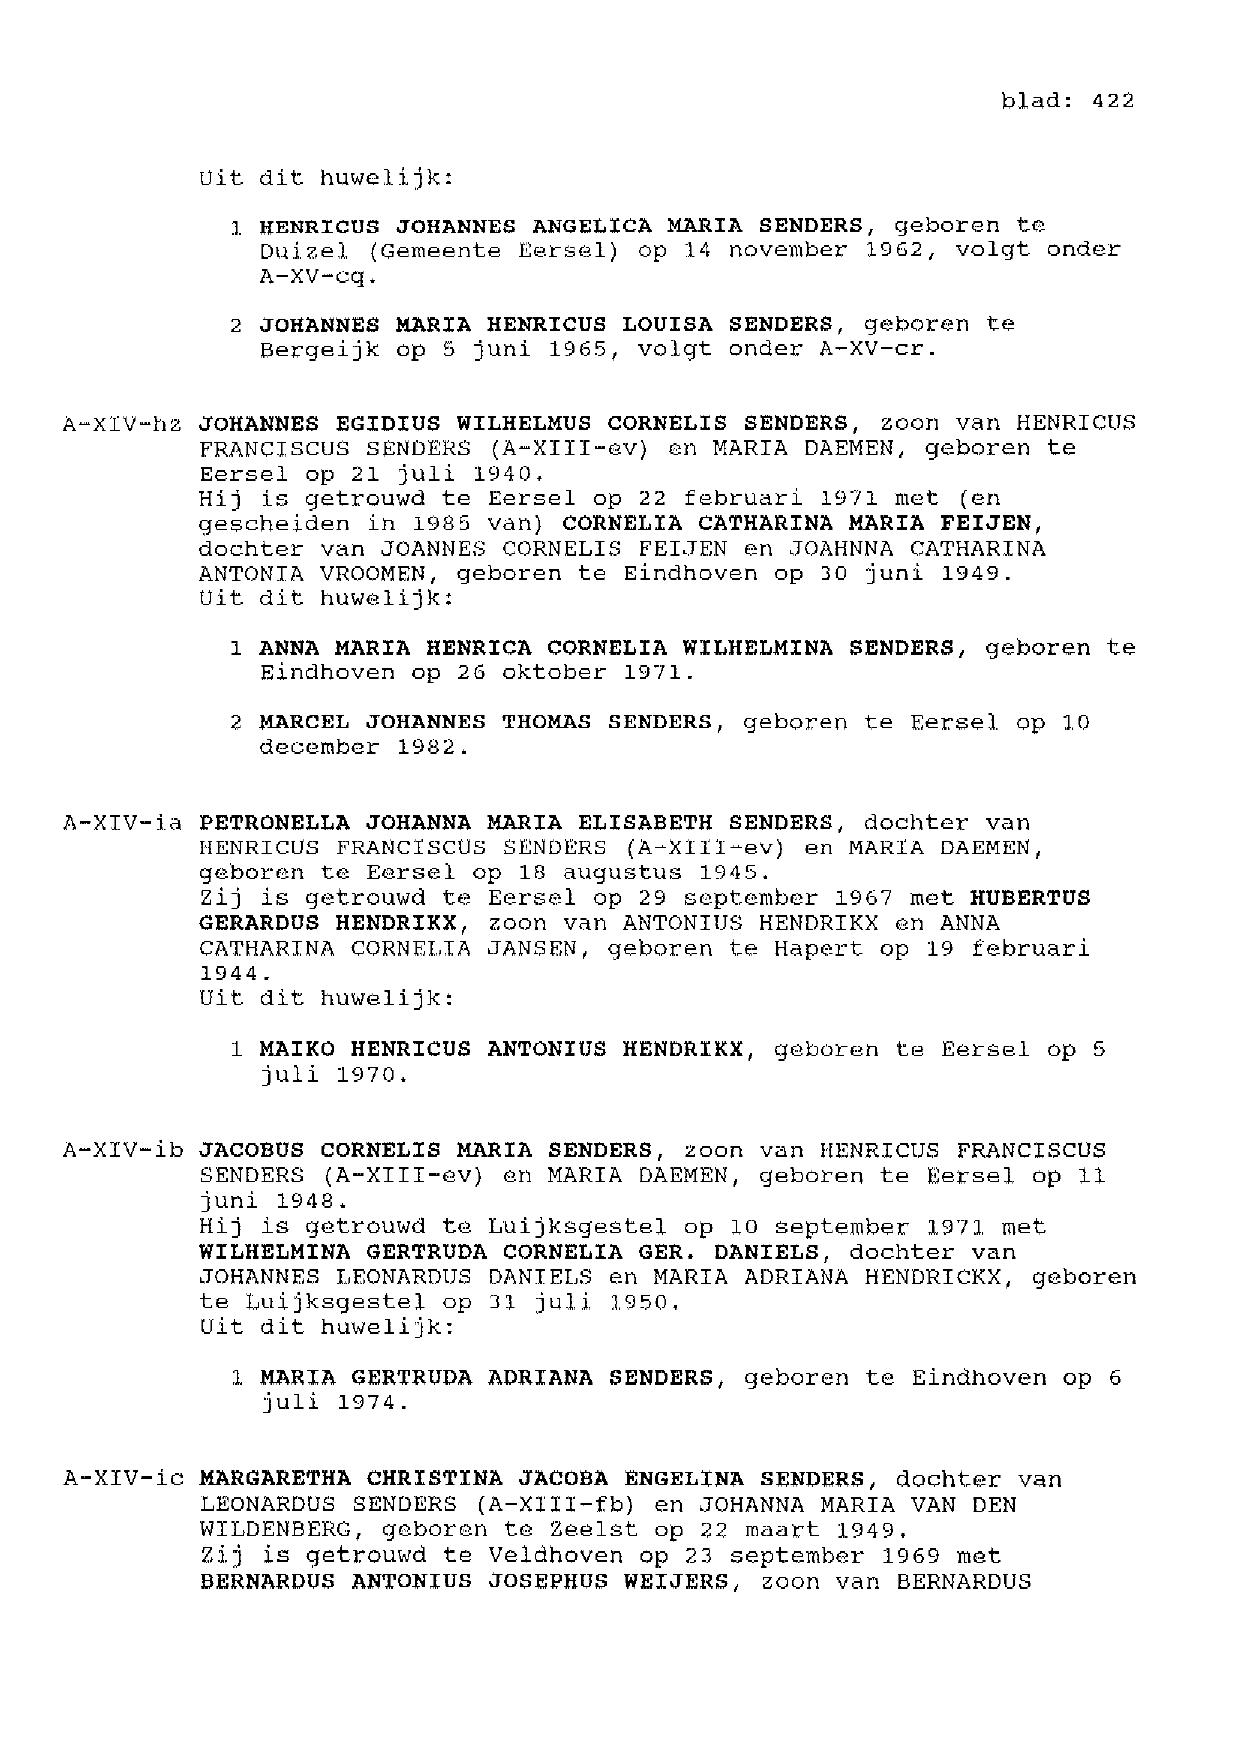 blad: 422
Uit dit huwelijk:
1 HENRICUS JOHANNES ANGELICA MARIA SENDERS, geboren te
Duizel (Gemeente Eersel) op 14 november 1962, volgt onder
A-XV-cq.
2 JOHANNES MARIA HENRICUS LOUISA SENDERS, geboren te
Bergeijk op 5 juni 1965, volgt onder A-XV-cr.
A-XIV-hz JOHANNES EGIDIUS WILHELMUS CORNELIS SENDERS, zoon van HENRICUS
FRANCISCUS SENDERS (A-XIII-ev) en MARIA DAEMEN, geboren te
Eersel op 21 juli 1940.
Hij is getrouwd te Eersel op 22 februari 1971 met (en
gescheiden in 1985 van) CORNELIA CATHARINA MARIA FEIJEN,
dochter van JOANNES CORNELIS FEIJEN en JOAHNNA CATHARINA
ANTONIA VROOMEN, geboren te Eindhoven op 30 juni 1949.
Uit dit huwelijk:
1 ANNA MARIA HENRICA CORNELIA WILHELMINA SENDERS, geboren te
Eindhoven op 26 oktober 1971.
2 MARCEL JOHANNES THOMAS SENDERS, geboren te Eersel op 10
december 1982.
A-XIV-ia PETRONELLA JOHANNA MARIA ELISABETH SENDERS, dochter van
HENRICUS FRANCISCUS SENDERS (A-XIII-ev) en MARIA DAEMEN,
geboren te Eersel op 18 augustus 1945.
Zij is getrouwd te Eersel op 29 september 1967 met HUBERTUS
GERARDUS HENDRIKX, zoon van ANTONIUS HENDRIKX en ANNA
CATHARINA CORNELIA JANSEN, geboren te Hapert op 19 februari
1944.
Uit dit huwelijk:
1 MAIKO HENRICUS ANTONIUS HENDRIKX, geboren te Eersel op 5
juli 1970.
A-XIV-ib JACOBUS CORNELIS MARIA SENDERS, zoon van HENRICUS FRANCISCUS
SENDERS (A-XIII-ev) en MARIA DAEMEN, geboren te Eersel op 11
juni 1948.
Hij is getrouwd te Luijksgestel op 10 september 1971 met
WILHELMINA GERTRUDA CORNELIA GER. DANIELS, dochter van
JOHANNES LEONARDUS DANIELS en MARIA ADRIANA HENDRICKX, geboren
te Luijksgestel op 31 juli 1950.
Uit dit huwelijk:
1 MARIA GERTRUDA ADRIANA SENDERS, geboren te Eindhoven op 6
juli 1974.
A-XIV-ic MARGARETHA CHRISTINA JACOBA ENGELINA SENDERS, dochter van
LEONARDUS SENDERS (A-XIII-fb) en JOHANNA MARIA VAN DEN
WILDENBERG, geboren te Zeelst op 22 maart 1949.
Zij is getrouwd te Veldhoven op 23 september 1969 met
BERNARDUS ANTONIUS JOSEPHUS WEIJERS, zoon van BERNARDUS